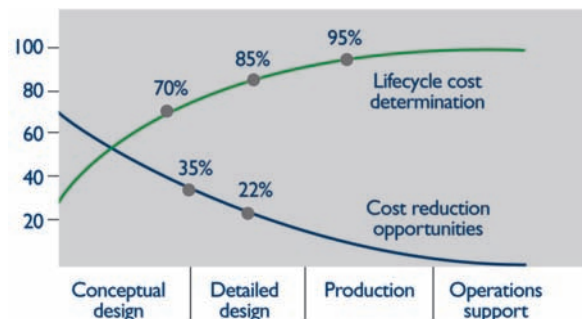 100
80
60
40
20
70%
85%
95%
35%
22%
Lifecycle cost
determination
Cost reduction
opportunities
Conceptual
design
Detailed
design
Production
Operations
support